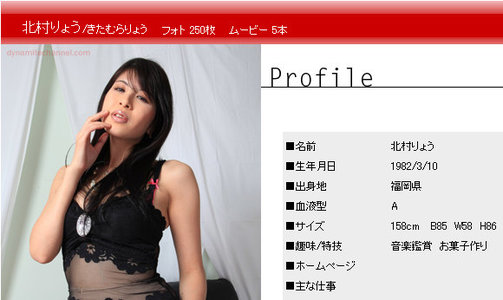 北村りょう/きたむらりょう フォト 250枚 ムービー 5本
dynamitechannel.com
Profile
■名前 北村りょう
■生年月日 1982/3/10
■出身地 福岡県
■血液型 A
■サイズ 158cm B85 W58 H86
■趣味/特技 音楽鑑賞 お菓子作り
■ホームページ
■主な仕事